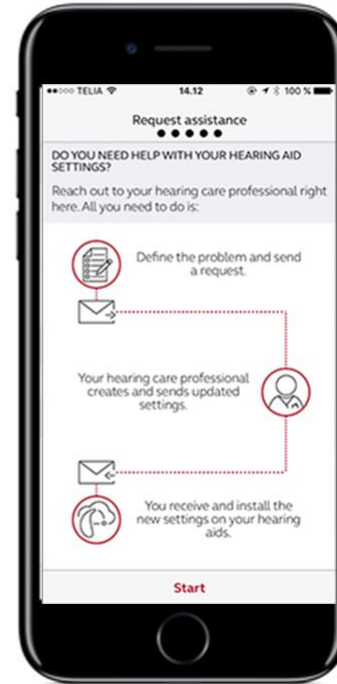 TELIA 14.12 100 %
Request assistance
DO YOU NEED HELP WITH YOUR HEARING AID
SETTINGS?
Reach out to your hearing care professional right
here. All you need to do is:
Define the problem and send
a request.
Your hearing care professional
creates and sends updated
settings.
You receive and install the
new settings on your hearing
aids.
Start